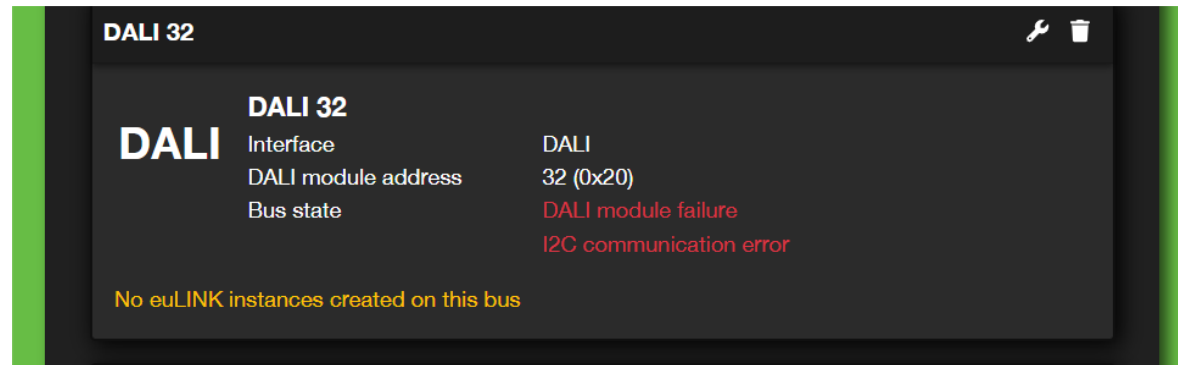 DALI 32
DALI
DALI 32
Interface DALI
DALI module address 32 (0x20)
Bus state DALI module failure
I2C communication error
No euLINK instances created on this bus